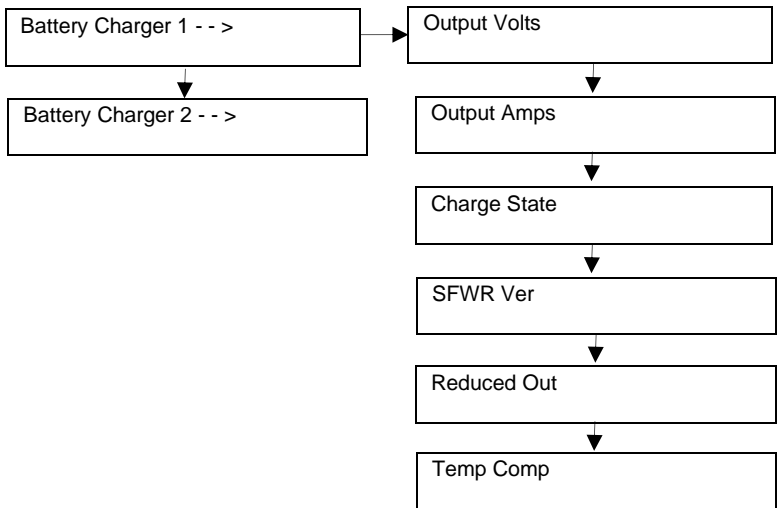 Battery Charger 1 - - >
Output Volts
Battery Charger 2 - - >
Output Amps
Charge State
SFWR Ver
Reduced Out
Temp Comp